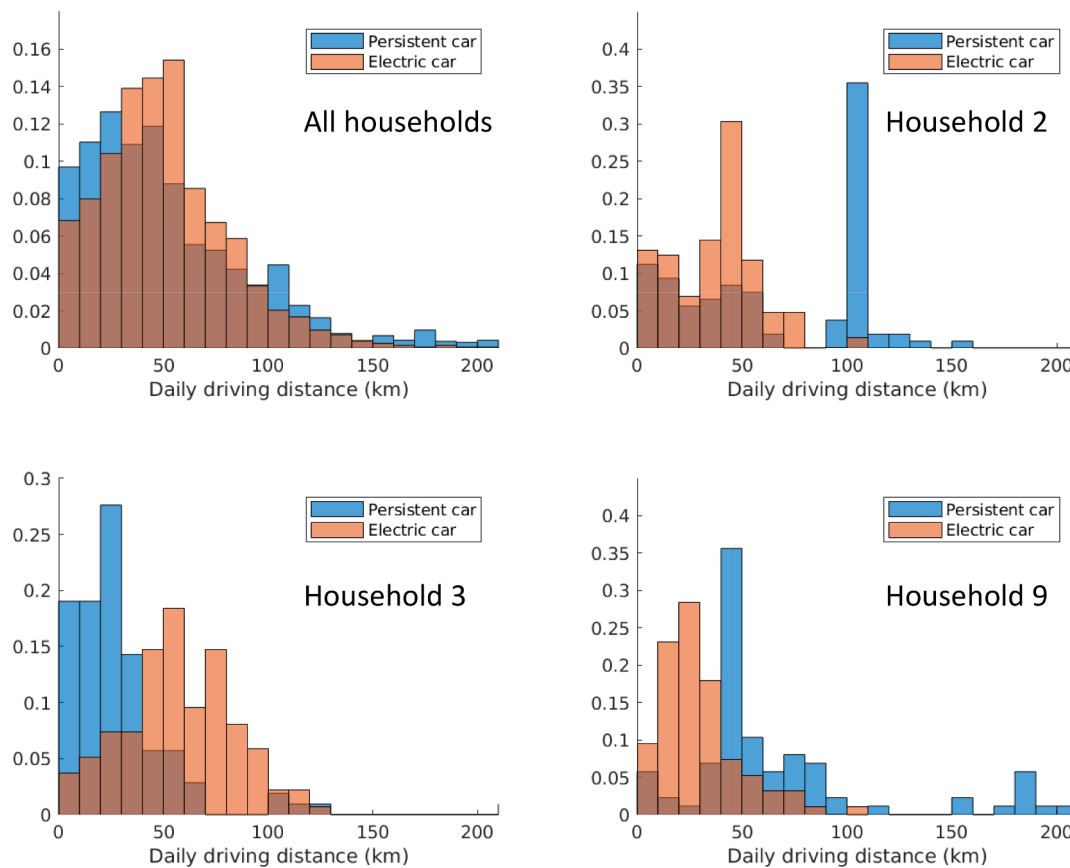 Persistent car
Electric car
All households
0.16
0.14
0.12
0.1
0.08
0.06
0.04
0.02
0
0 50 100 150 200
Daily driving distance (km)
Persistent car
Electric car
Household 2
0.4
0.35
0.3
0.25
0.2
0.15
0.1
0.05
0
0 50 100 150 200
Daily driving distance (km)
Persistent car
Electric car
Household 3
0.3
0.25
0.2
0.15
0.1
0.05
0
0 50 100 150 200
Daily driving distance (km)
Persistent car
Electric car
Household 9
0.4
0.35
0.3
0.25
0.2
0.15
0.1
0.05
0
0 50 100 150 200
Daily driving distance (km)